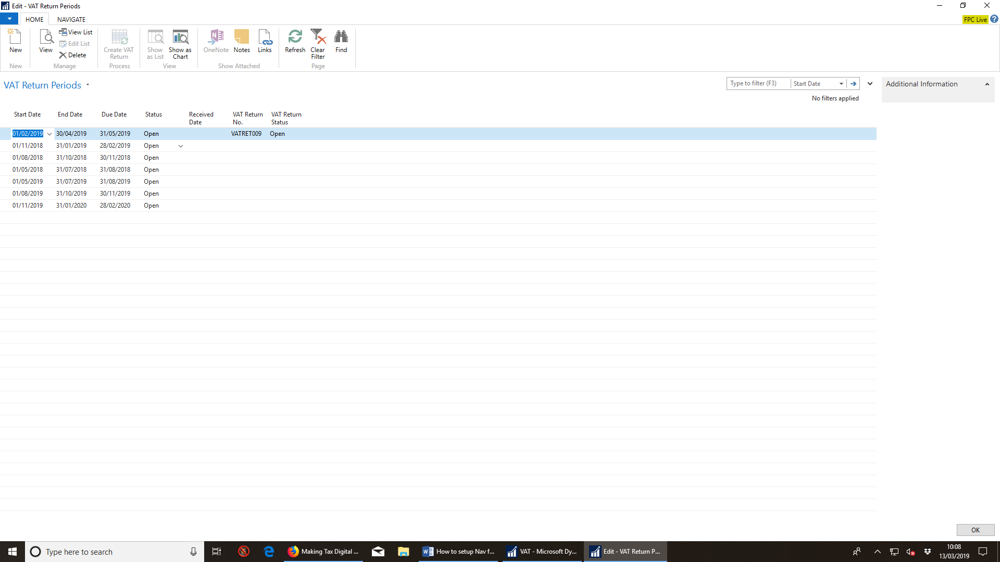 Edit - VAT Return Periods
HOME NAVIGATE
FPC Live
New
View
View List
Edit List
Delete
Create VAT Return
Show as List
Show as Chart
OneNote
Notes
Links
Refresh
Clear Filter
Find
New Manage Process View Show Attached Page
VAT Return Periods
Type to filter (F3) Start Date
No filters applied
Additional Information
Start Date End Date Due Date Status Received Date VAT Return No. VAT Return Status
01/02/2019 30/04/2019 31/05/2019 Open VATRET009 Open
01/11/2018 31/01/2019 28/02/2019 Open
01/08/2018 31/10/2018 30/11/2018 Open
01/05/2018 31/07/2018 31/08/2018 Open
01/05/2019 31/07/2019 31/08/2019 Open
01/08/2019 31/10/2019 30/11/2019 Open
01/11/2019 31/01/2020 28/02/2020 Open
OK
Type here to search
Making Tax Digital ...
How to setup Nav f...
VAT - Microsoft Dy...
Edit - VAT Return P...
10:08
13/03/2019